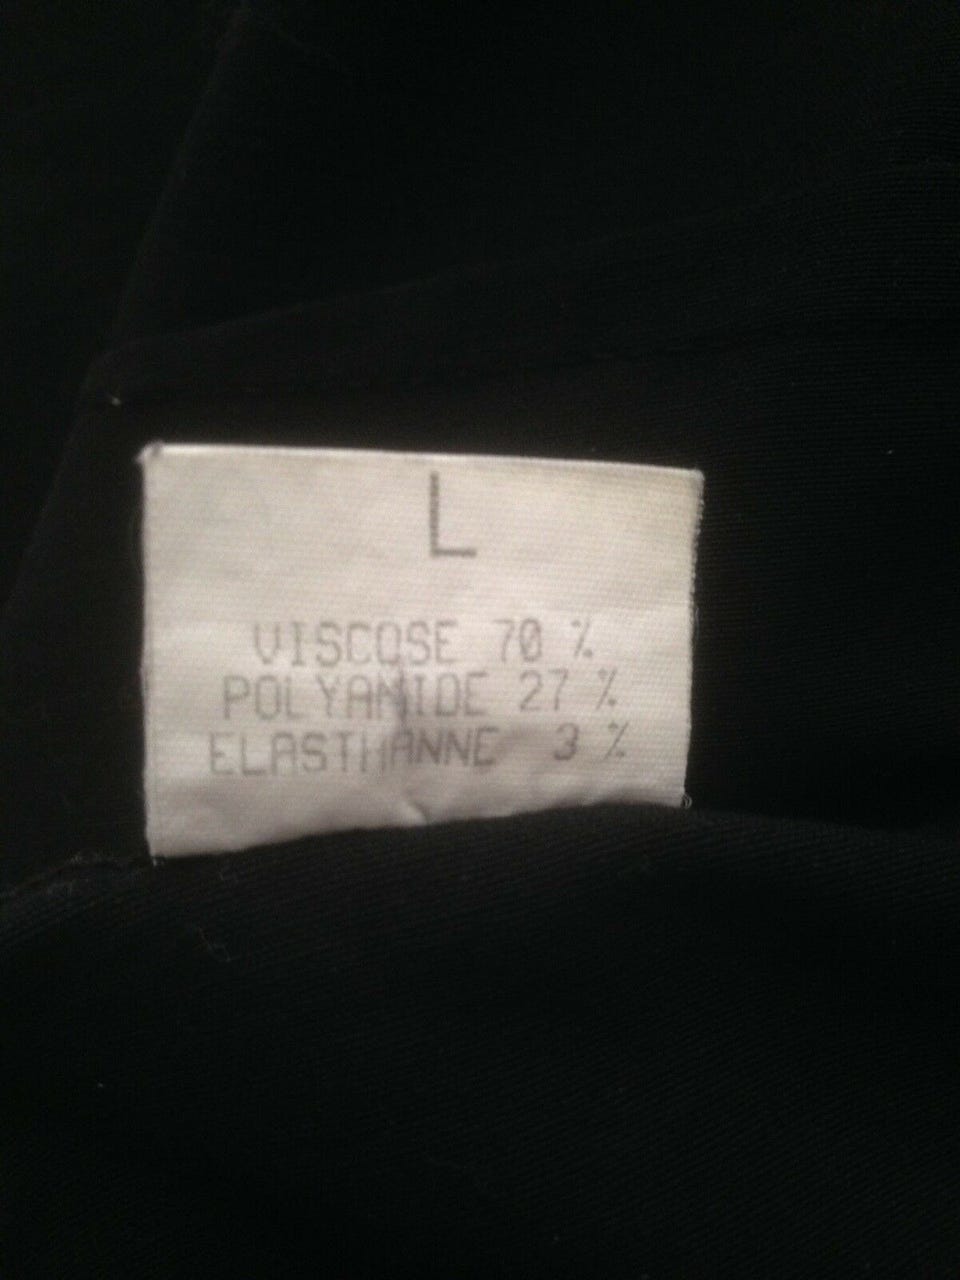 L
VISCOSE 70 %
POLYAMIDE 27 %
ELASTHANNE 3 %